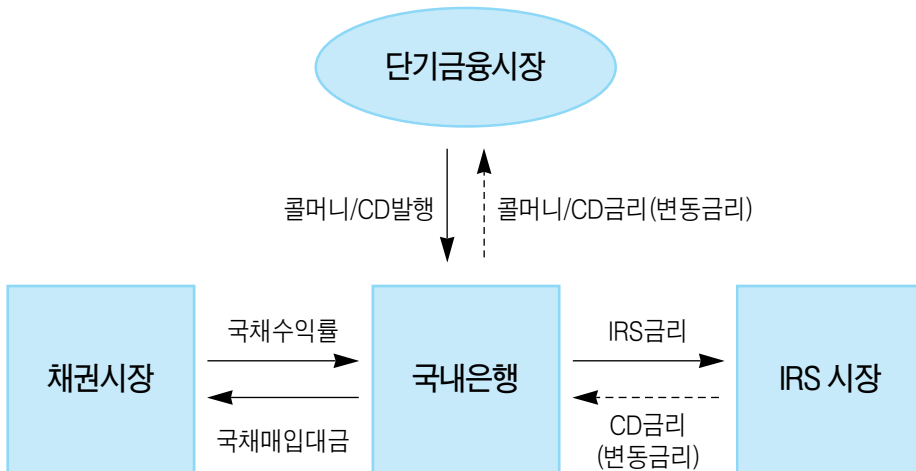 단기금융시장
콜머니/CD발행
콜머니/CD금리(변동금리)
국채수익률
IRS금리
채권시장
국내은행
IRS 시장
국채매입대금
CD금리
(변동금리)